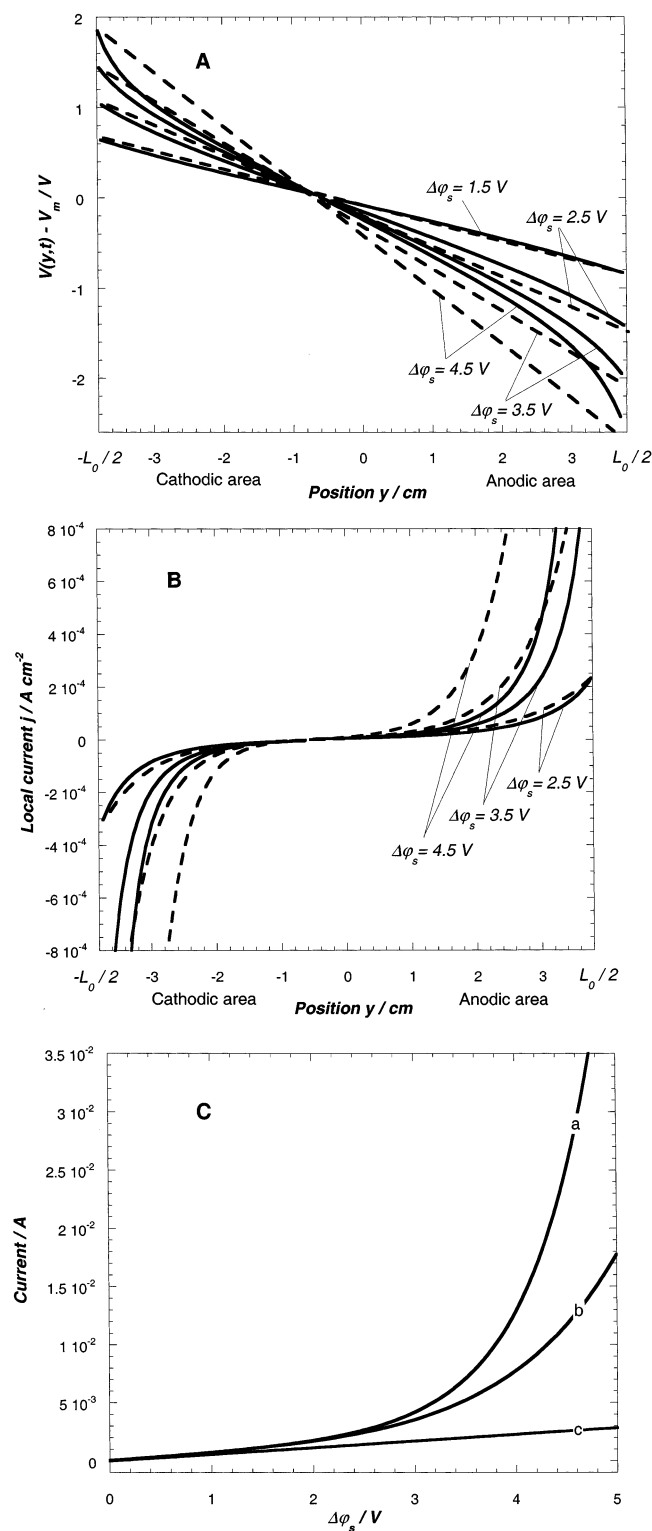 A
2
1
0
-1
-2
V(y,t) - V_m / V
Δφ_s = 1.5 V
Δφ_s = 2.5 V
Δφ_s = 4.5 V
Δφ_s = 3.5 V
-L_0 / 2 -3 -2 -1 0 1 2 3 L_0 / 2
Cathodic area Anodic area
Position y / cm
B
8 10^-4
6 10^-4
4 10^-4
2 10^-4
0
-2 10^-4
-4 10^-4
-6 10^-4
-8 10^-4
Local current j / A cm^-2
Δφ_s = 2.5 V
Δφ_s = 3.5 V
Δφ_s = 4.5 V
-L_0 / 2 -3 -2 -1 0 1 2 3 L_0 / 2
Cathodic area Anodic area
Position y / cm
C
3.5 10^-2
3 10^-2
2.5 10^-2
2 10^-2
1.5 10^-2
1 10^-2
5 10^-3
0
Current / A
a
b
c
0 1 2 3 4 5
Δφ_s / V